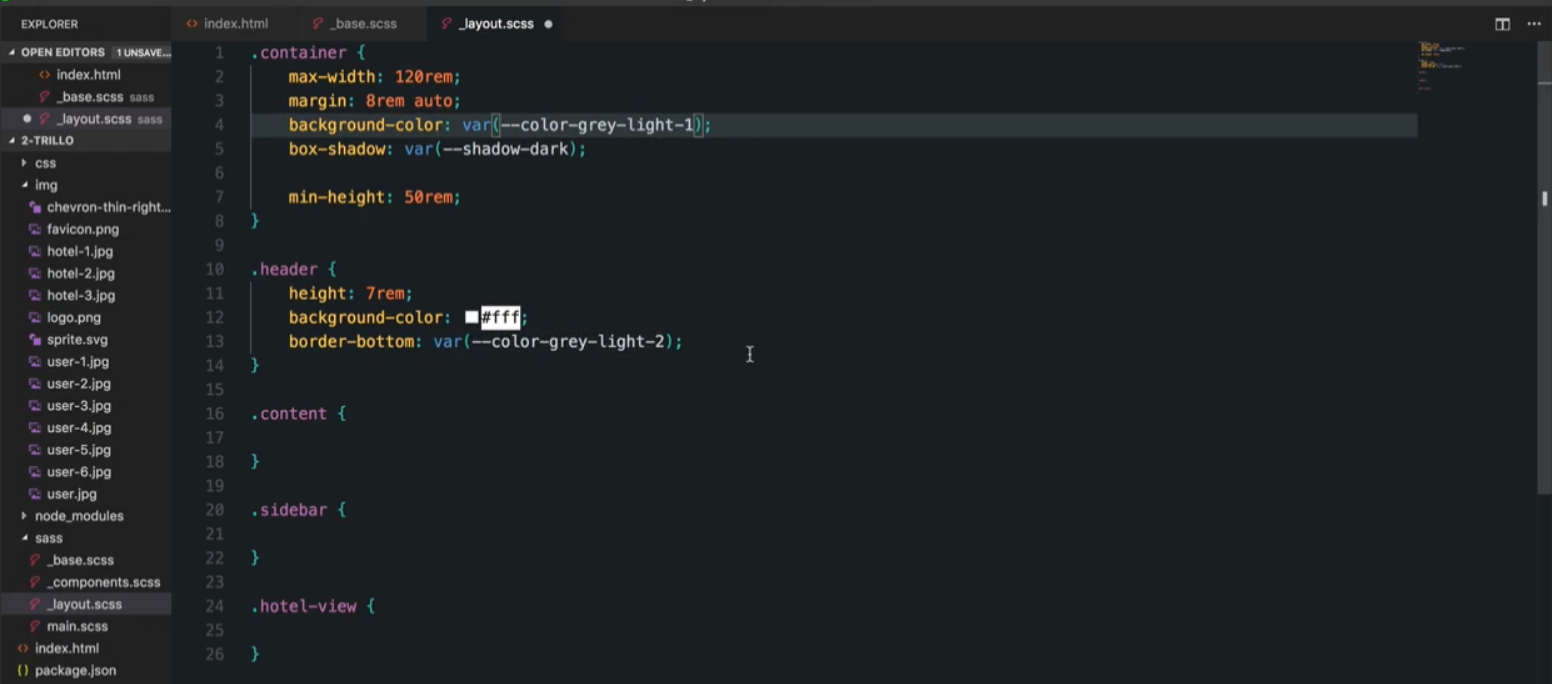 EXPLORER
OPEN EDITORS 1 UNSAVE...
index.html
_base.scss sass
_layout.scss sass
2-TRILLO
css
img
chevron-thin-right...
favicon.png
hotel-1.jpg
hotel-2.jpg
hotel-3.jpg
logo.png
sprite.svg
user-1.jpg
user-2.jpg
user-3.jpg
user-4.jpg
user-5.jpg
user-6.jpg
user.jpg
node_modules
sass
_base.scss
_components.scss
_layout.scss
main.scss
index.html
package.json
index.html _base.scss _layout.scss
1 .container {
2 max-width: 120rem;
3 margin: 8rem auto;
4 background-color: var(--color-grey-light-1);
5 box-shadow: var(--shadow-dark);
6
7 min-height: 50rem;
8 }
9
10 .header {
11 height: 7rem;
12 background-color: #fff;
13 border-bottom: var(--color-grey-light-2);
14 }
15
16 .content {
17
18 }
19
20 .sidebar {
21
22 }
23
24 .hotel-view {
25
26 }